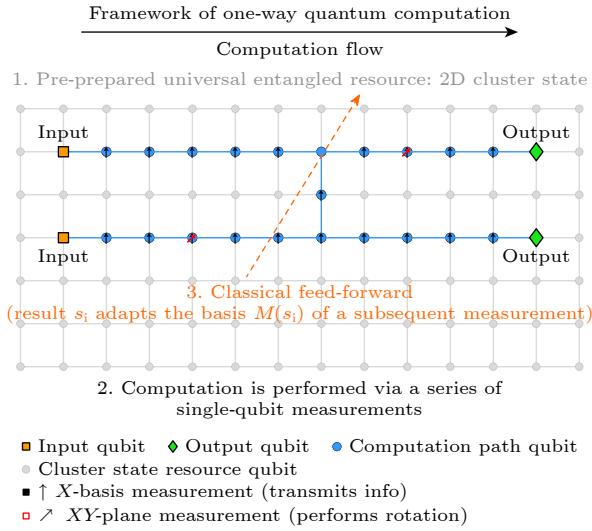 Framework of one-way quantum computation
Computation flow
1. Pre-prepared universal entangled resource: 2D cluster state
Input
Output
Input
Output
3. Classical feed-forward
(result sᵢ adapts the basis M(sᵢ) of a subsequent measurement)
2. Computation is performed via a series of
single-qubit measurements
Input qubit
Output qubit
Computation path qubit
Cluster state resource qubit
↑ X-basis measurement (transmits info)
↗ XY-plane measurement (performs rotation)